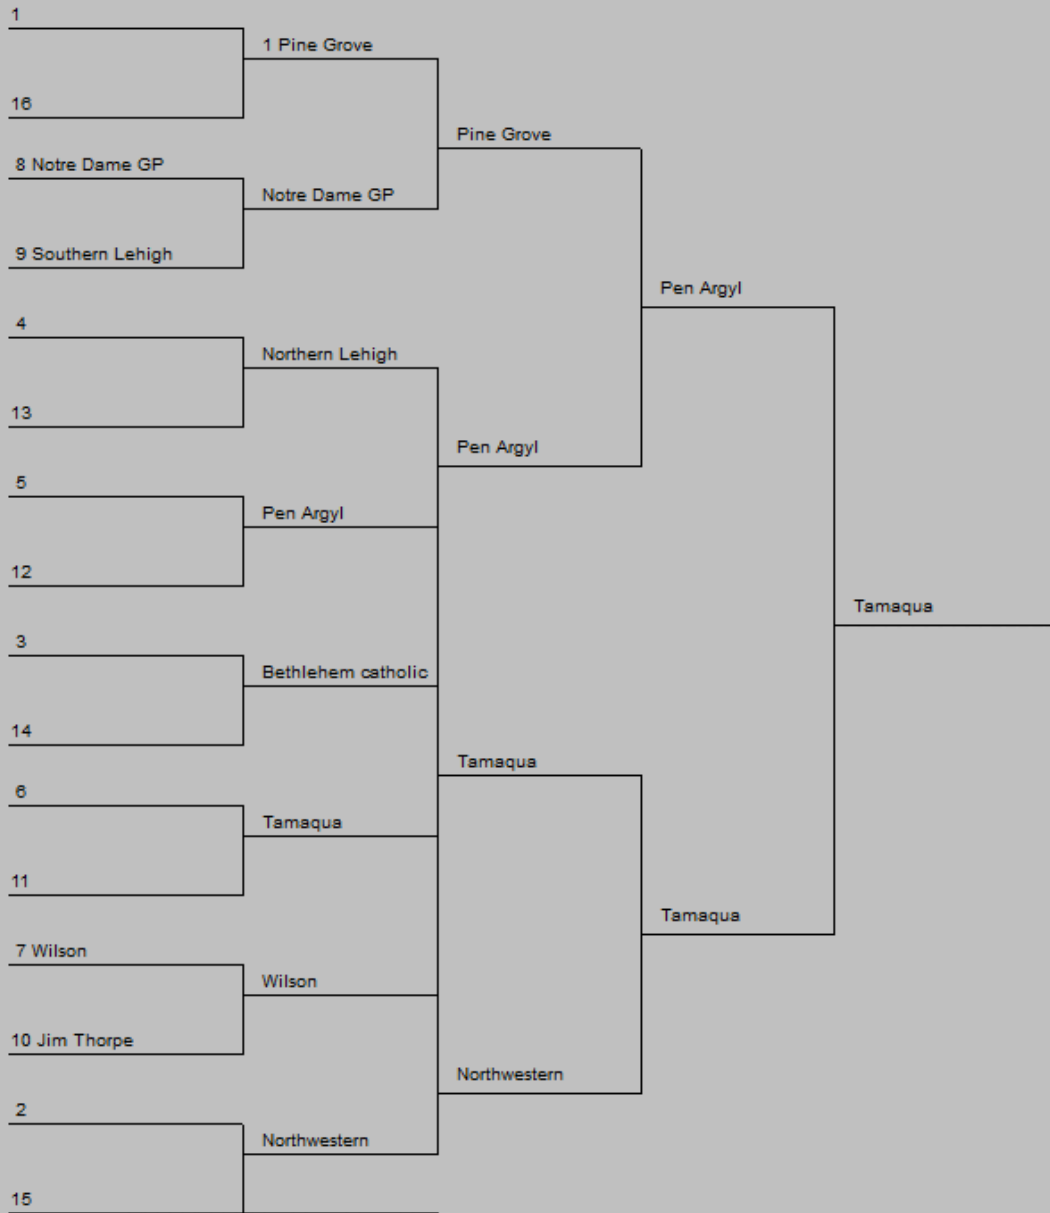 1
1 Pine Grove
16
Pine Grove
8 Notre Dame GP
Notre Dame GP
9 Southern Lehigh
Pen Argyl
4
Northern Lehigh
13
Pen Argyl
5
Pen Argyl
12
Tamaqua
3
Bethlehem catholic
14
Tamaqua
6
Tamaqua
11
Tamaqua
7 Wilson
Wilson
10 Jim Thorpe
Northwestern
2
Northwestern
15